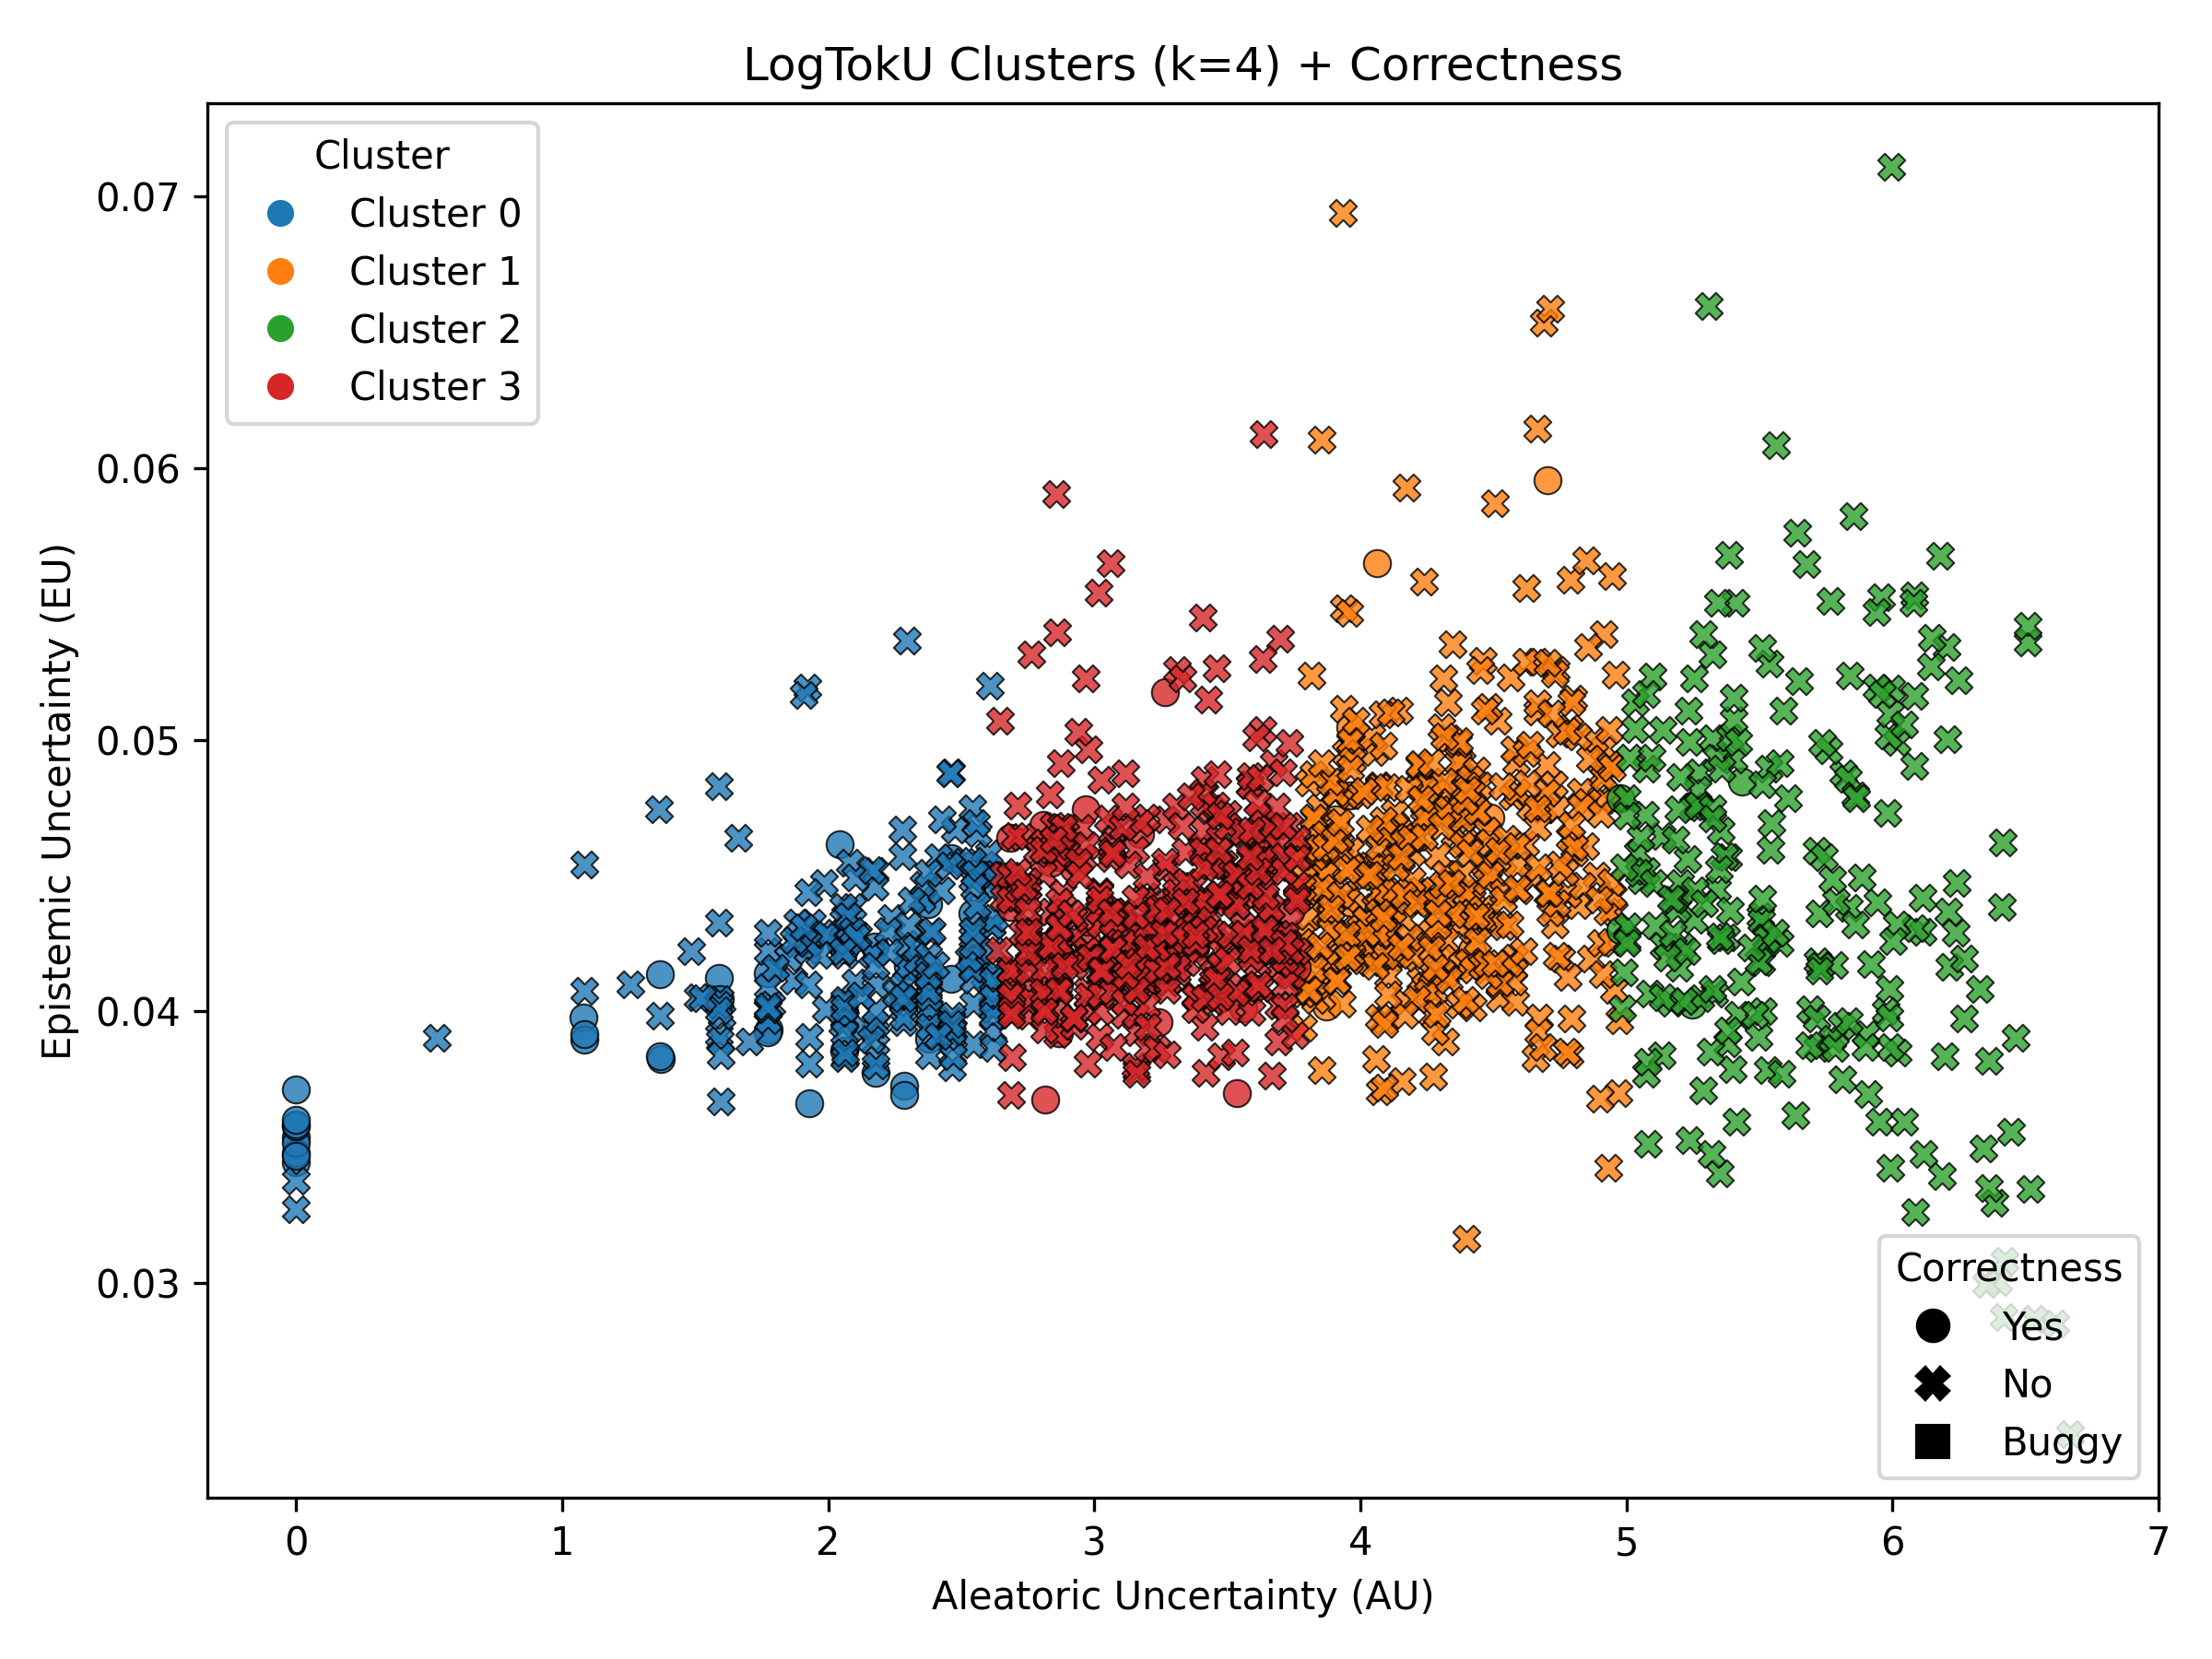 LogTokU Clusters (k=4) + Correctness
Cluster
Cluster 0
Cluster 1
Cluster 2
Cluster 3
0.07
0.06
0.05
0.04
0.03
Epistemic Uncertainty (EU)
Correctness
Yes
No
Buggy
0 1 2 3 4 5 6 7
Aleatoric Uncertainty (AU)